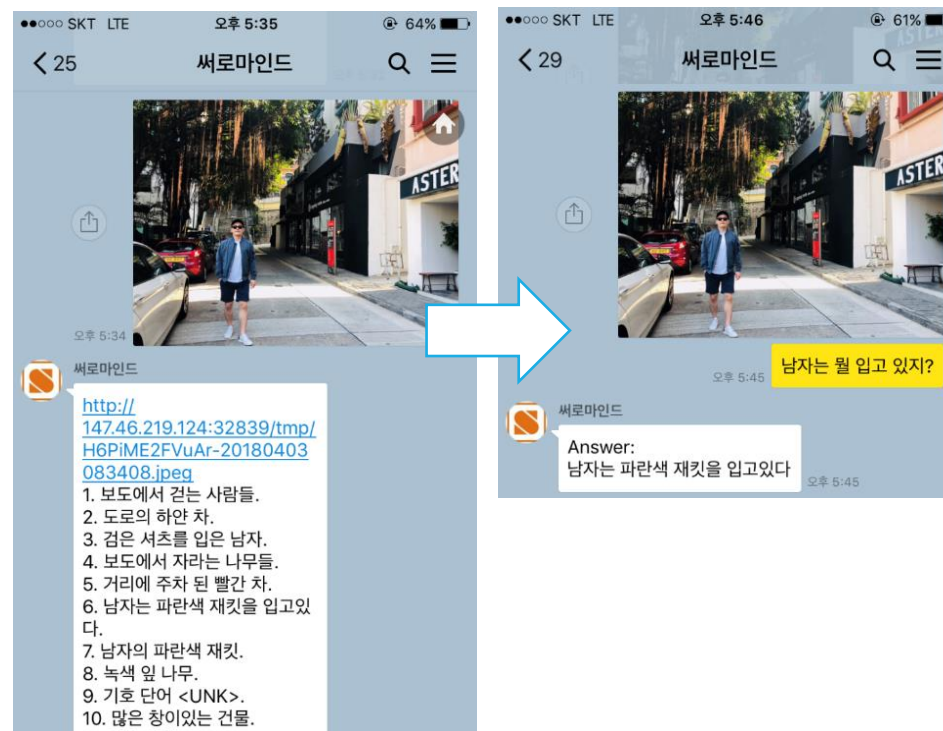 ●●○○○ SKT LTE 오후 5:35 64%
25 써로마인드
ASTER
오후 5:34
써로마인드
http://
147.46.219.124:32839/tmp/
H6PiME2FVuAr-20180403
083408.jpeg
1. 보도에서 걷는 사람들.
2. 도로의 하얀 차.
3. 검은 셔츠를 입은 남자.
4. 보도에서 자라는 나무들.
5. 거리에 주차 된 빨간 차.
6. 남자는 파란색 재킷을 입고있
다.
7. 남자의 파란색 재킷.
8. 녹색 잎 나무.
9. 기호 단어 <UNK>.
10. 많은 창이있는 건물.
●●○○○ SKT LTE 오후 5:46 61%
29 써로마인드
ASTER
남자는 뭘 입고 있지?
오후 5:45
써로마인드
Answer:
남자는 파란색 재킷을 입고있다
오후 5:45